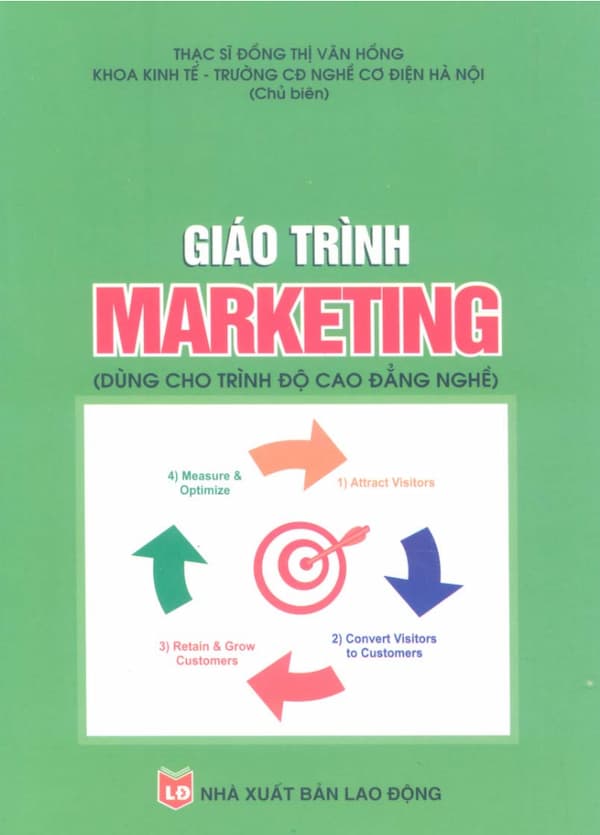 THẠC SĨ ĐỒNG THỊ VÂN HỒNG
KHOA KINH TẾ - TRƯỜNG CĐ NGHỀ CƠ ĐIỆN HÀ NỘI
(Chủ biên)
GIÁO TRÌNH
MARKETING
(DÙNG CHO TRÌNH ĐỘ CAO ĐẲNG NGHỀ)
4) Measure &
Optimize
1) Attract Visitors
3) Retain & Grow
Customers
2) Convert Visitors
to Customers
LĐ NHÀ XUẤT BẢN LAO ĐỘNG